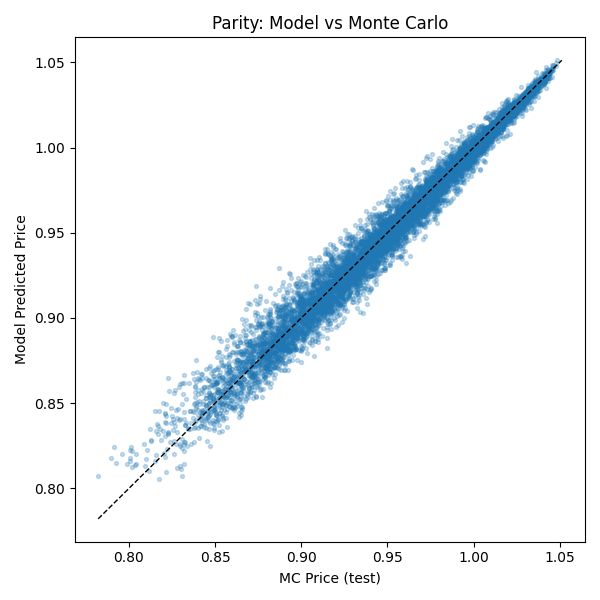 Parity: Model vs Monte Carlo
1.05
1.00
0.95
0.90
0.85
0.80
Model Predicted Price
0.80 0.85 0.90 0.95 1.00 1.05
MC Price (test)